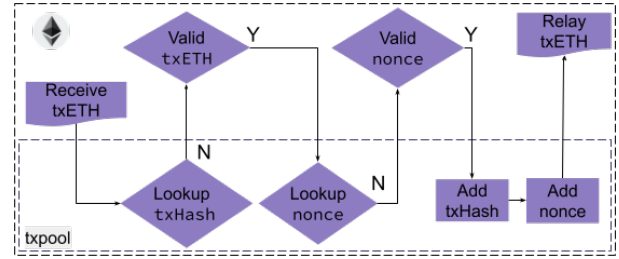 Receive
txETH
Valid
txETH
Y
Valid
nonce
Y
Relay
txETH
N
Lookup
txHash
Lookup
nonce
N
Add
txHash
Add
nonce
txpool